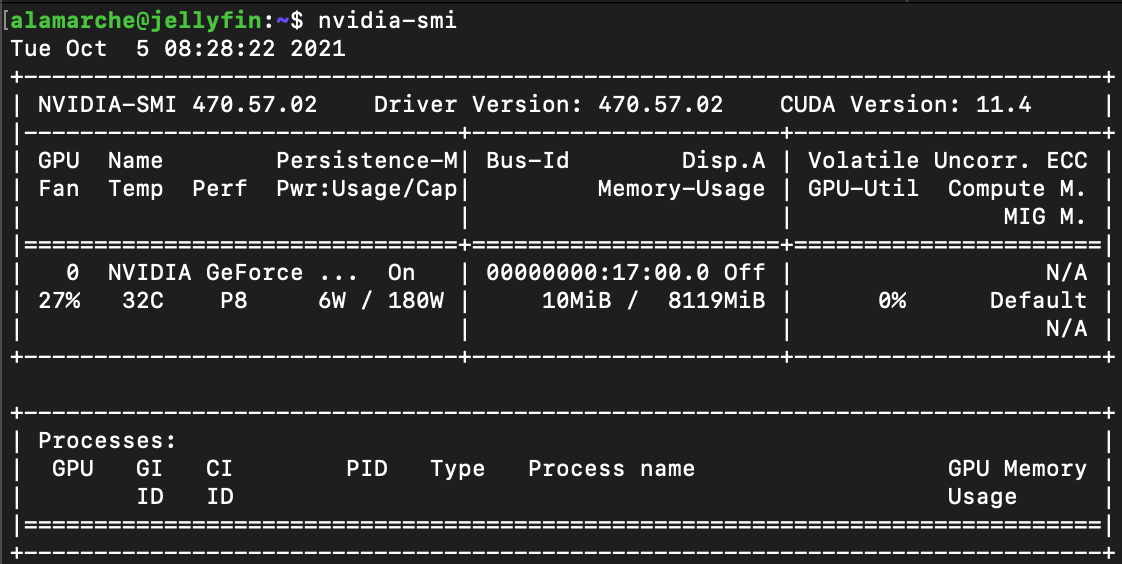 [alamarche@jellyfin:~$ nvidia-smi
Tue Oct  5 08:28:22 2021
+-----------------------------------------------------------------------------+
| NVIDIA-SMI 470.57.02    Driver Version: 470.57.02    CUDA Version: 11.4     |
|-------------------------------+----------------------+----------------------+
| GPU  Name        Persistence-M| Bus-Id        Disp.A | Volatile Uncorr. ECC |
| Fan  Temp  Perf  Pwr:Usage/Cap|         Memory-Usage | GPU-Util  Compute M. |
|                               |                      |               MIG M. |
|===============================+======================+======================|
|   0  NVIDIA GeForce ...  On   | 00000000:17:00.0 Off |                  N/A |
| 27%   32C    P8     6W / 180W |     10MiB /  8119MiB |      0%      Default |
|                               |                      |                  N/A |
+-------------------------------+----------------------+----------------------+

+-----------------------------------------------------------------------------+
| Processes:                                                                  |
|  GPU   GI   CI        PID   Type   Process name                  GPU Memory |
|        ID   ID                                                   Usage      |
|=============================================================================|
+-----------------------------------------------------------------------------+